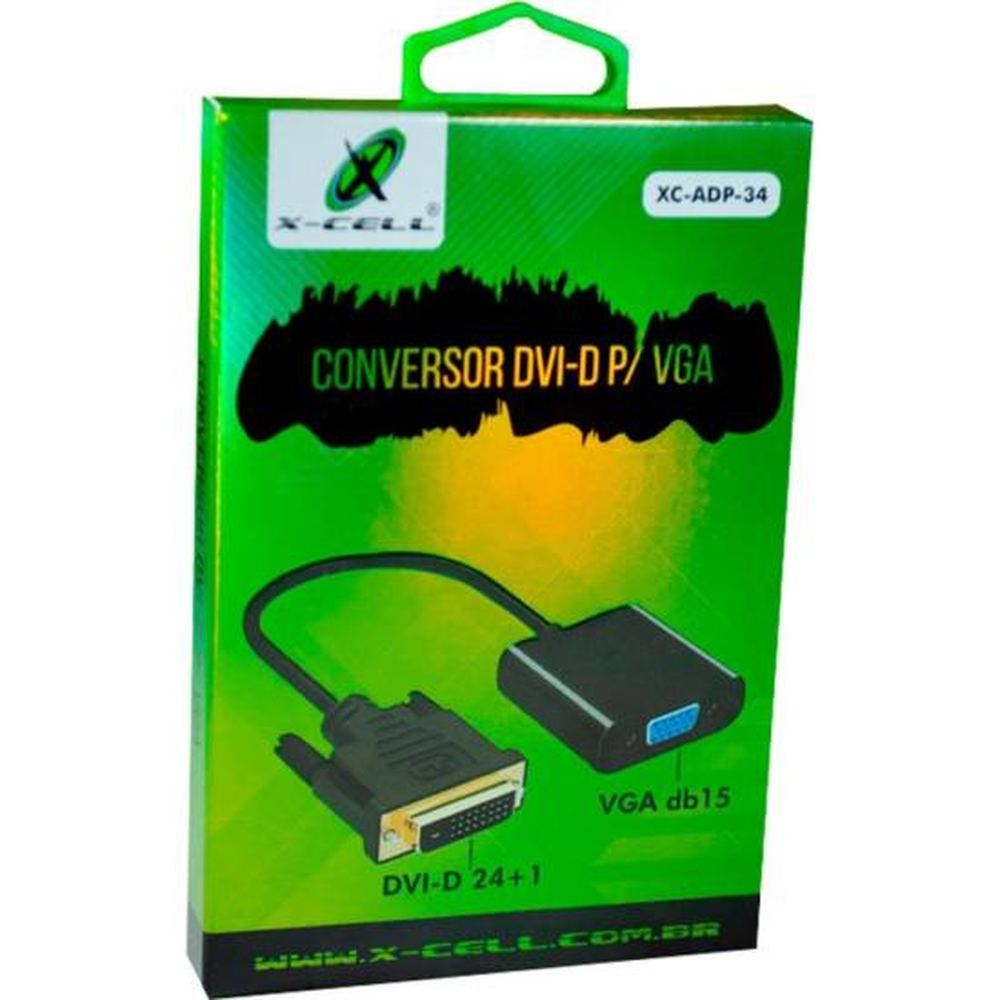 X
X-CELL®
XC-ADP-34
CONVERSOR DVI-D P/ VGA
VGA db15
DVI-D 24+1
WWW.X-CELL.COM.BR